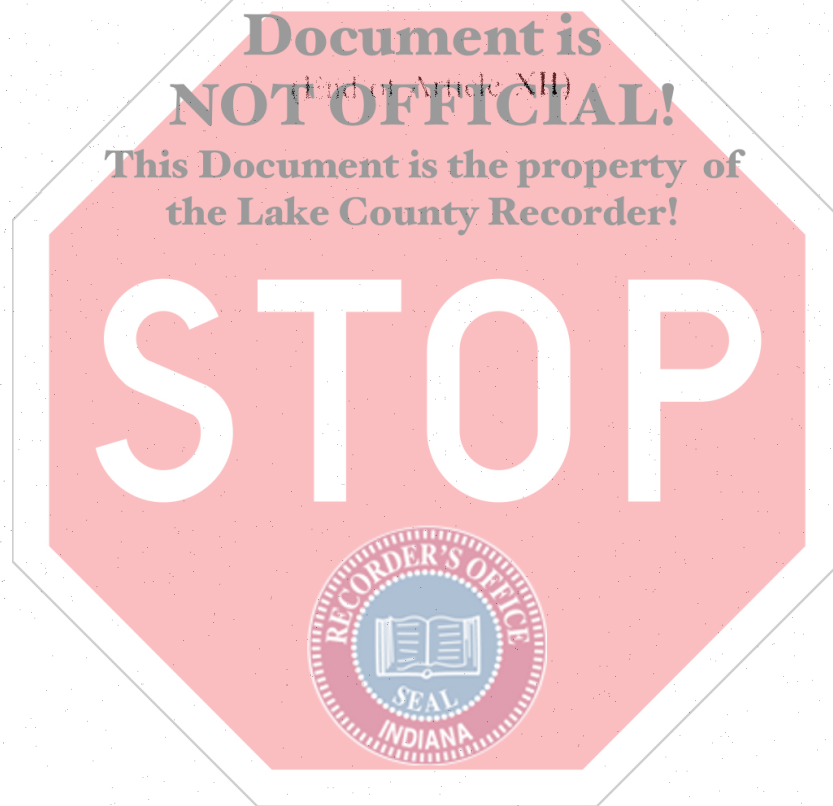 Document is
(End of Article XII)
NOT OFFICIAL!
This Document is the property of
the Lake County Recorder!
STOP
RECORDER'S OFFICE
SEAL
INDIANA